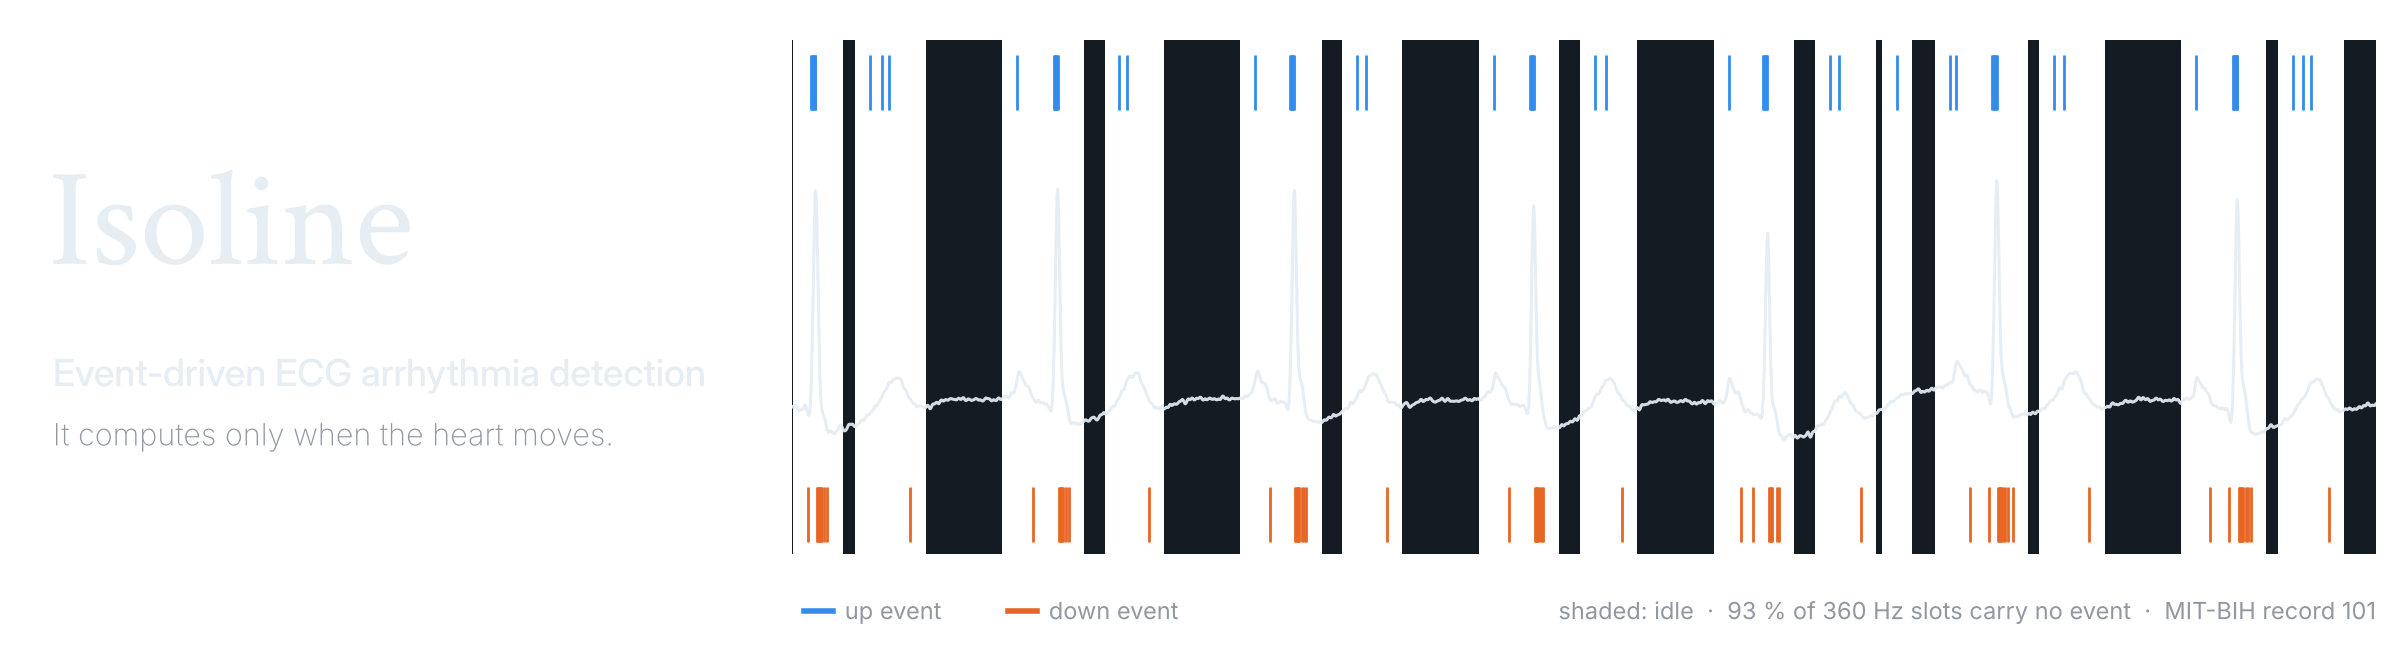 Isoline
Event-driven ECG arrhythmia detection
It computes only when the heart moves.
up event
down event
shaded: idle · 93 % of 360 Hz slots carry no event · MIT-BIH record 101